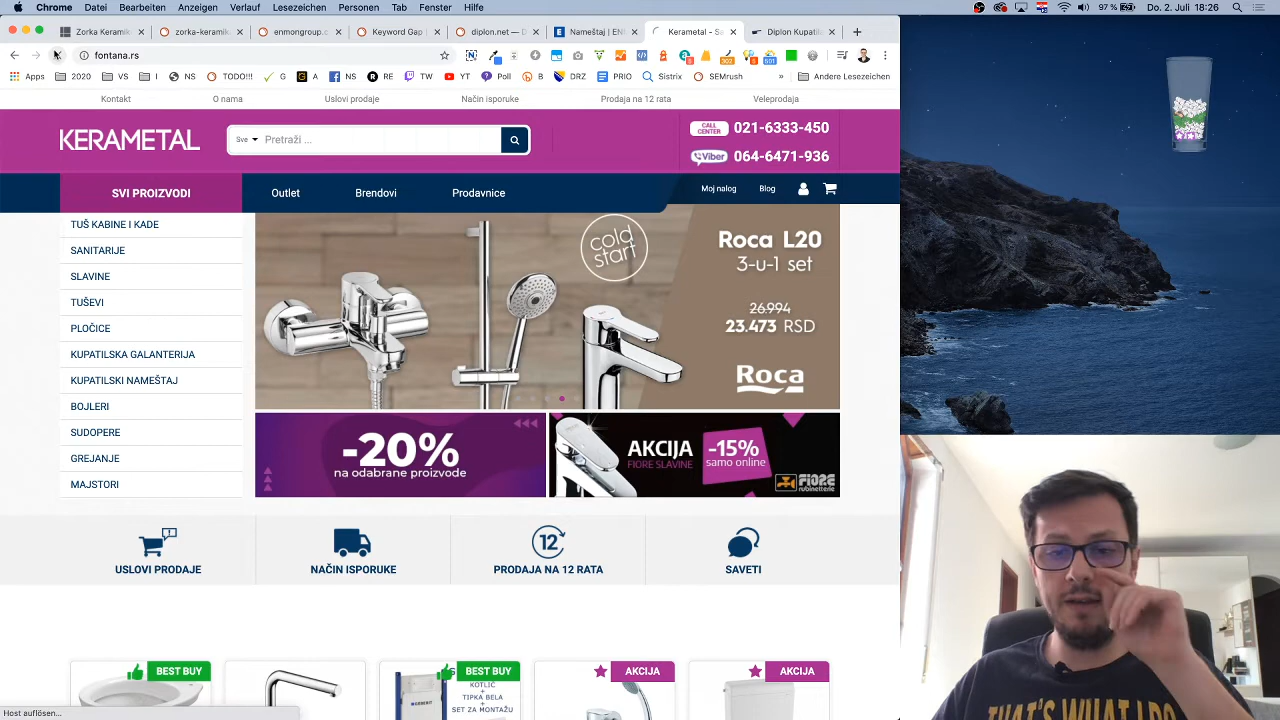 Chrome Datei Bearbeiten Anzeigen Verlauf Lesezeichen Personen Tab Fenster Hilfe
97% Do. 2. Juli 18:26
Zorka Keramik zorka-keramik enmongroup.c Keyword Gap diplon.net — D Nameštaj | ENT Kerametal - Sa Diplon Kupatila
fontana.rs
Apps 2020 VS I NS TODO!!! G A NS RE TW YT Poll B DRZ PRIO Sistrix SEMrush » Andere Lesezeichen
Kontakt O nama Uslovi prodaje Način isporuke Prodaja na 12 rata Veleprodaja
KERAMETAL
Sve Pretraži ...
CALL CENTER 021-6333-450
Viber 064-6471-936
SVI PROIZVODI Outlet Brendovi Prodavnice Moj nalog Blog
TUŠ KABINE I KADE
SANITARIJE
SLAVINE
TUŠEVI
PLOČICE
KUPATILSKA GALANTERIJA
KUPATILSKI NAMEŠTAJ
BOJLERI
SUDOPERE
GREJANJE
MAJSTORI
cold
start
Roca L20
3-u-1 set
26.994
23.473 RSD
Roca
-20%
na odabrane proizvode
AKCIJA
FIORE SLAVINE
-15%
samo online
FIORE
rubinetterie
USLOVI PRODAJE
NAČIN ISPORUKE
12
PRODAJA NA 12 RATA
SAVETI
BEST BUY
BEST BUY
AKCIJA
AKCIJA
KOTLIĆ
+
TIPKA BELA
+
SET ZA MONTAŽU
GEBERIT
Host auflösen...
THAT'S WHAT I DO